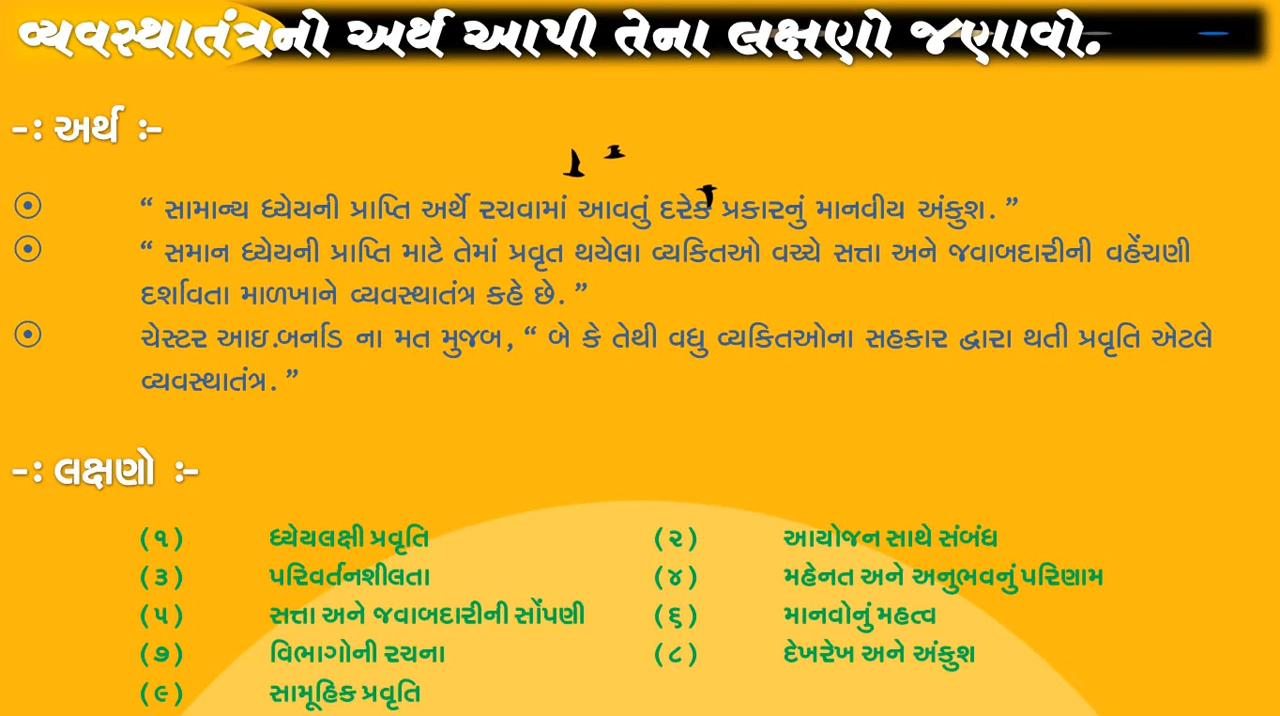 વ્યવસ્થાતંત્રનો અર્થ આપી તેના લક્ષણો જણાવો.
-: અર્થ :-
“ સામાન્ય ધ્યેયની પ્રાપ્તિ અર્થે રચવામાં આવતું દરેક પ્રકારનું માનવીય અંકુશ. ”
“ સમાન ધ્યેયની પ્રાપ્તિ માટે તેમાં પ્રવૃત થયેલા વ્યકિતઓ વચ્ચે સત્તા અને જવાબદારીની વહેંચણી
દર્શાવતા માળખાને વ્યવસ્થાતંત્ર કહે છે. ”
ચેસ્ટર આઇ.બર્નાડ ના મત મુજબ, “ બે કે તેથી વધુ વ્યકિતઓના સહકાર દ્વારા થતી પ્રવૃતિ એટલે
વ્યવસ્થાતંત્ર. ”
-: લક્ષણો :-
(૧) ધ્યેયલક્ષી પ્રવૃતિ (૨) આયોજન સાથે સંબંધ
(૩) પરિવર્તનશીલતા (૪) મહેનત અને અનુભવનું પરિણામ
(૫) સત્તા અને જવાબદારીની સોંપણી (૬) માનવોનું મહત્વ
(૭) વિભાગોની રચના (૮) દેખરેખ અને અંકુશ
(૯) સામૂહિક પ્રવૃતિ